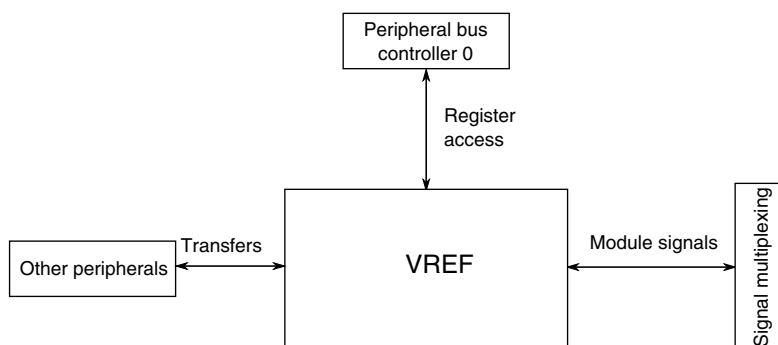 Peripheral bus
controller 0
Register
access
Transfers
Other peripherals
VREF
Module signals
Signal multiplexing